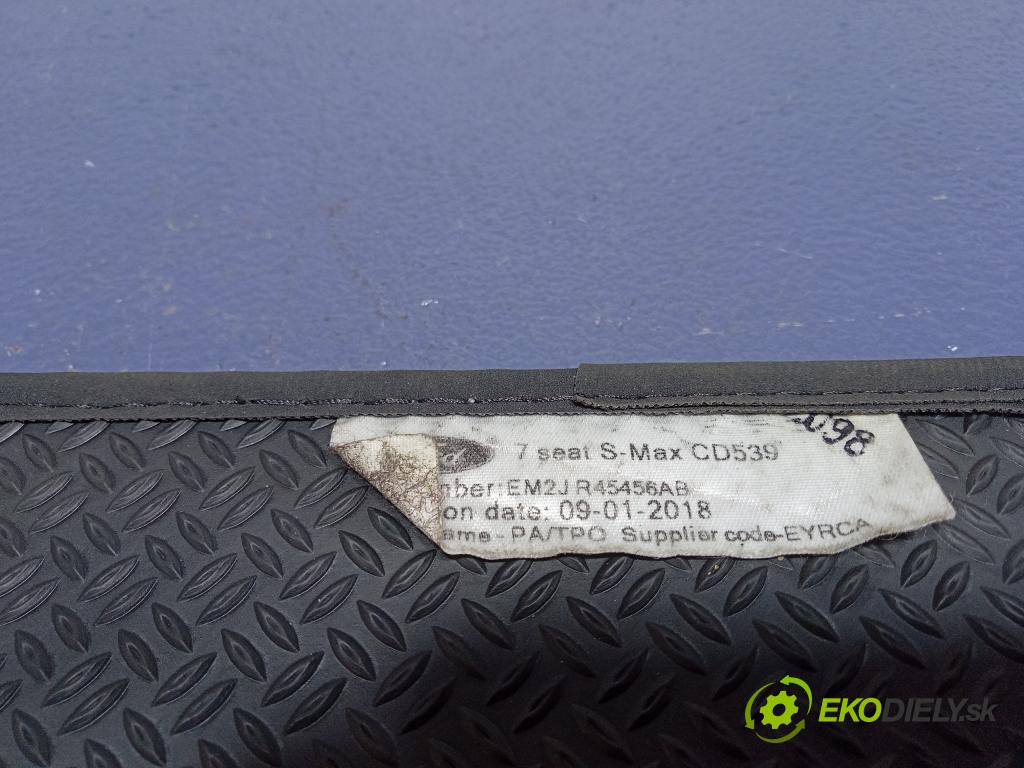 098
7 seat S-Max CD539
ber: EM2J R45456AB
on date: 09-01-2018
ame - PA/TPO Supplier code-EYRCA
EKODIELY.sk